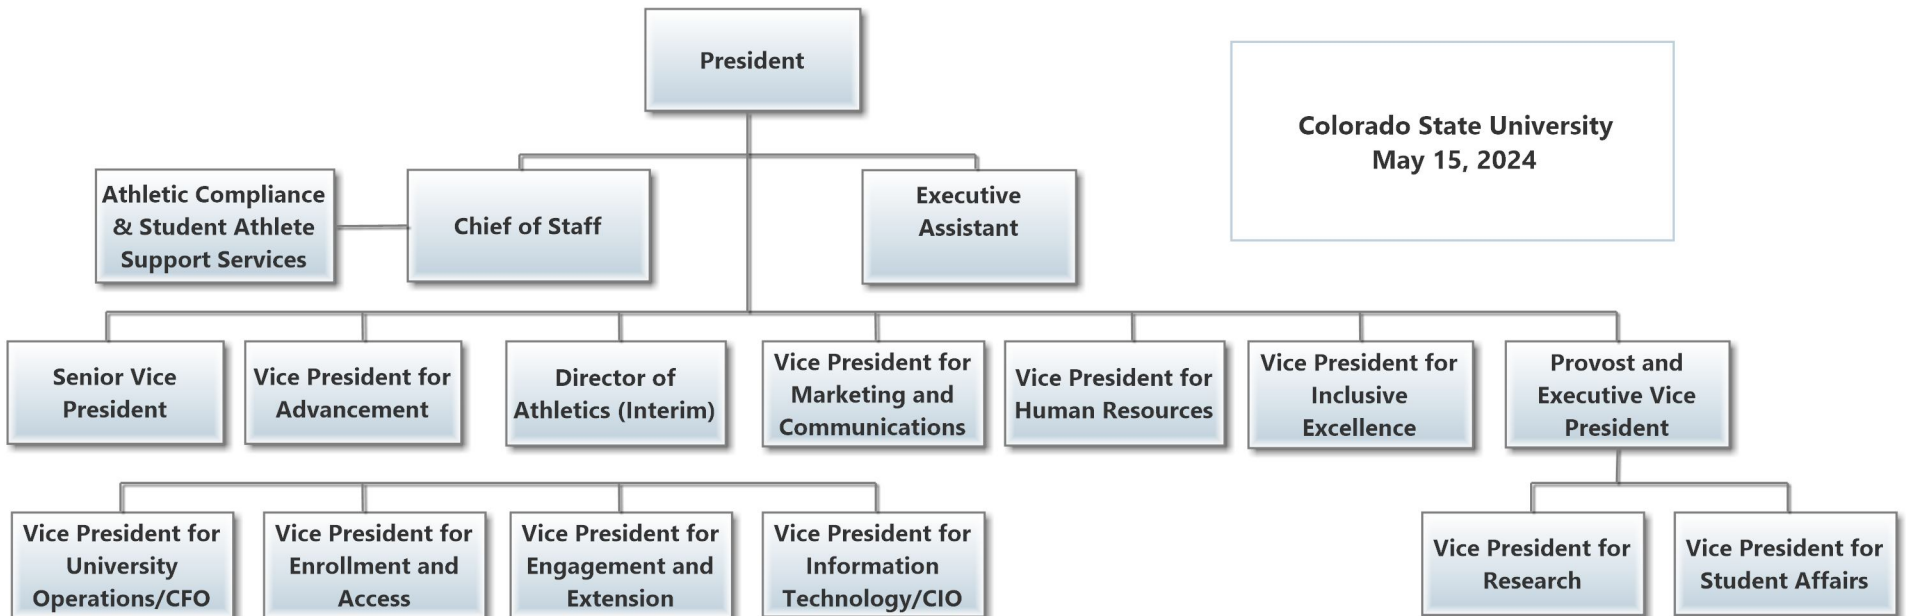 President
Colorado State University
May 15, 2024
Athletic Compliance
& Student Athlete
Support Services
Chief of Staff
Executive
Assistant
Senior Vice
President
Vice President for
Advancement
Director of
Athletics (Interim)
Vice President for
Marketing and
Communications
Vice President for
Human Resources
Vice President for
Inclusive
Excellence
Provost and
Executive Vice
President
Vice President for
University
Operations/CFO
Vice President for
Enrollment and
Access
Vice President for
Engagement and
Extension
Vice President for
Information
Technology/CIO
Vice President for
Research
Vice President for
Student Affairs